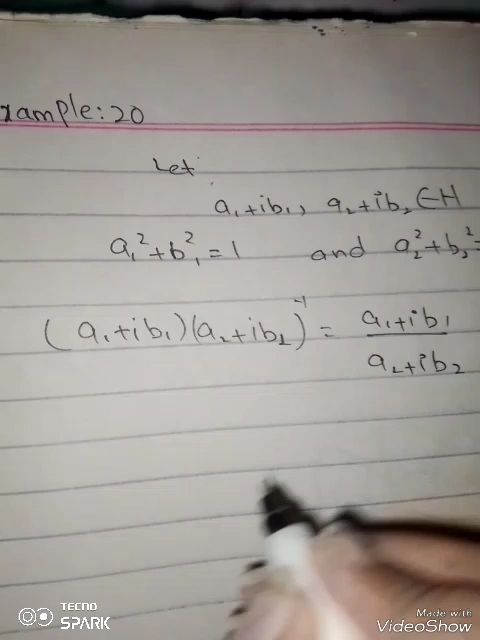 xample: 20
Let
a₁+ib₁, a₂+ib₂ ∈ H
a₁²+b₁²=1 and a₂²+b₂²=
(a₁+ib₁)(a₂+ib₂)⁻¹ = a₁+ib₁
a₂+ib₂
TECNO
SPARK
Made with
VideoShow